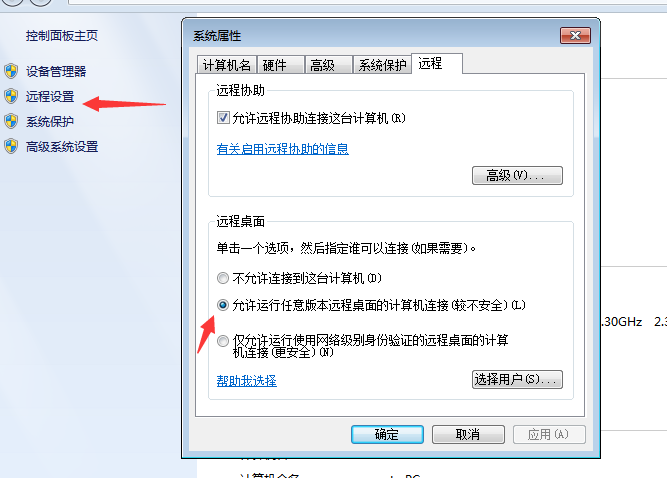 控制面板主页
设备管理器
远程设置
系统保护
高级系统设置
系统属性
计算机名 硬件 高级 系统保护 远程
远程协助
允许远程协助连接这台计算机(R)
有关启用远程协助的信息
高级(V)...
远程桌面
单击一个选项，然后指定谁可以连接(如果需要)。
不允许连接到这台计算机(D)
允许运行任意版本远程桌面的计算机连接(较不安全)(L)
仅允许运行使用网络级别身份验证的远程桌面的计算
机连接(更安全)(N)
帮助我选择
选择用户(S)...
确定 取消 应用(A)
.30GHz 2.3